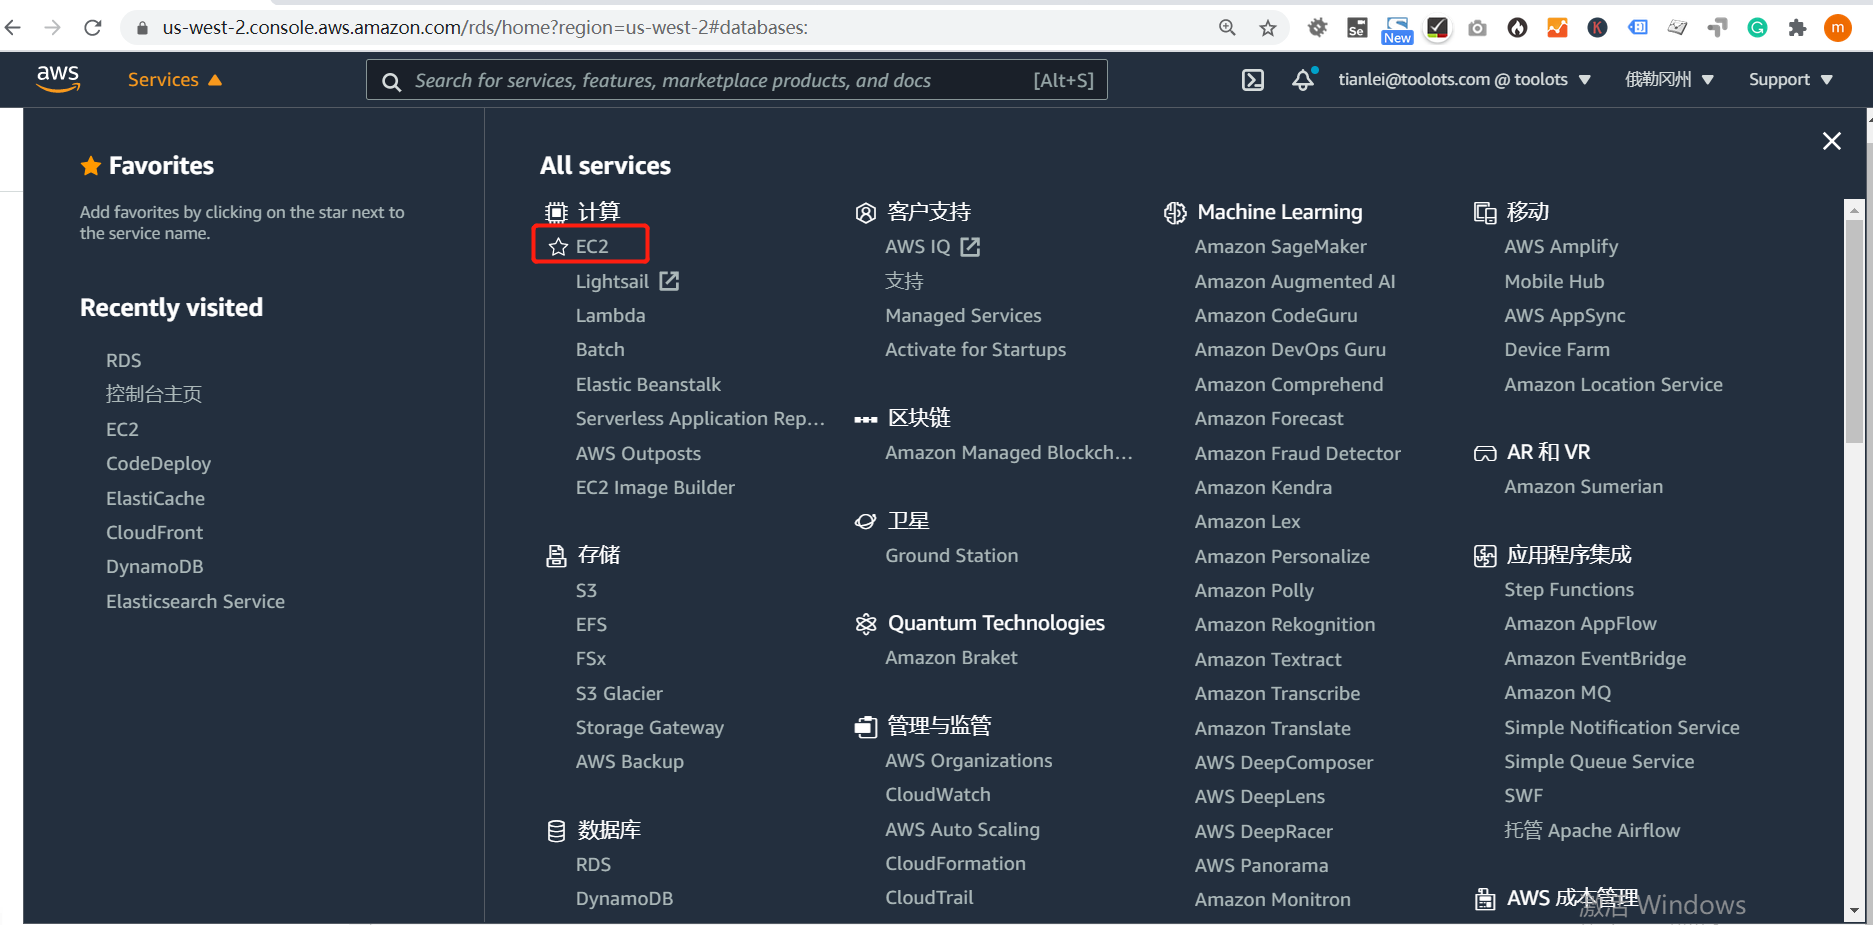 us-west-2.console.aws.amazon.com/rds/home?region=us-west-2#databases:
Se
New
K
G
m
aws
Services
Search for services, features, marketplace products, and docs
[Alt+S]
tianlei@toolots.com @ toolots
俄勒冈州
Support
Favorites
Add favorites by clicking on the star next to
the service name.
Recently visited
RDS
控制台主页
EC2
CodeDeploy
ElastiCache
CloudFront
DynamoDB
Elasticsearch Service
All services
计算
EC2
Lightsail
Lambda
Batch
Elastic Beanstalk
Serverless Application Rep...
AWS Outposts
EC2 Image Builder
存储
S3
EFS
FSx
S3 Glacier
Storage Gateway
AWS Backup
数据库
RDS
DynamoDB
客户支持
AWS IQ
支持
Managed Services
Activate for Startups
区块链
Amazon Managed Blockch...
卫星
Ground Station
Quantum Technologies
Amazon Braket
管理与监管
AWS Organizations
CloudWatch
AWS Auto Scaling
CloudFormation
CloudTrail
Machine Learning
Amazon SageMaker
Amazon Augmented AI
Amazon CodeGuru
Amazon DevOps Guru
Amazon Comprehend
Amazon Forecast
Amazon Fraud Detector
Amazon Kendra
Amazon Lex
Amazon Personalize
Amazon Polly
Amazon Rekognition
Amazon Textract
Amazon Transcribe
Amazon Translate
AWS DeepComposer
AWS DeepLens
AWS DeepRacer
AWS Panorama
Amazon Monitron
移动
AWS Amplify
Mobile Hub
AWS AppSync
Device Farm
Amazon Location Service
AR 和 VR
Amazon Sumerian
应用程序集成
Step Functions
Amazon AppFlow
Amazon EventBridge
Amazon MQ
Simple Notification Service
Simple Queue Service
SWF
托管 Apache Airflow
AWS 成本管理
激活 Windows